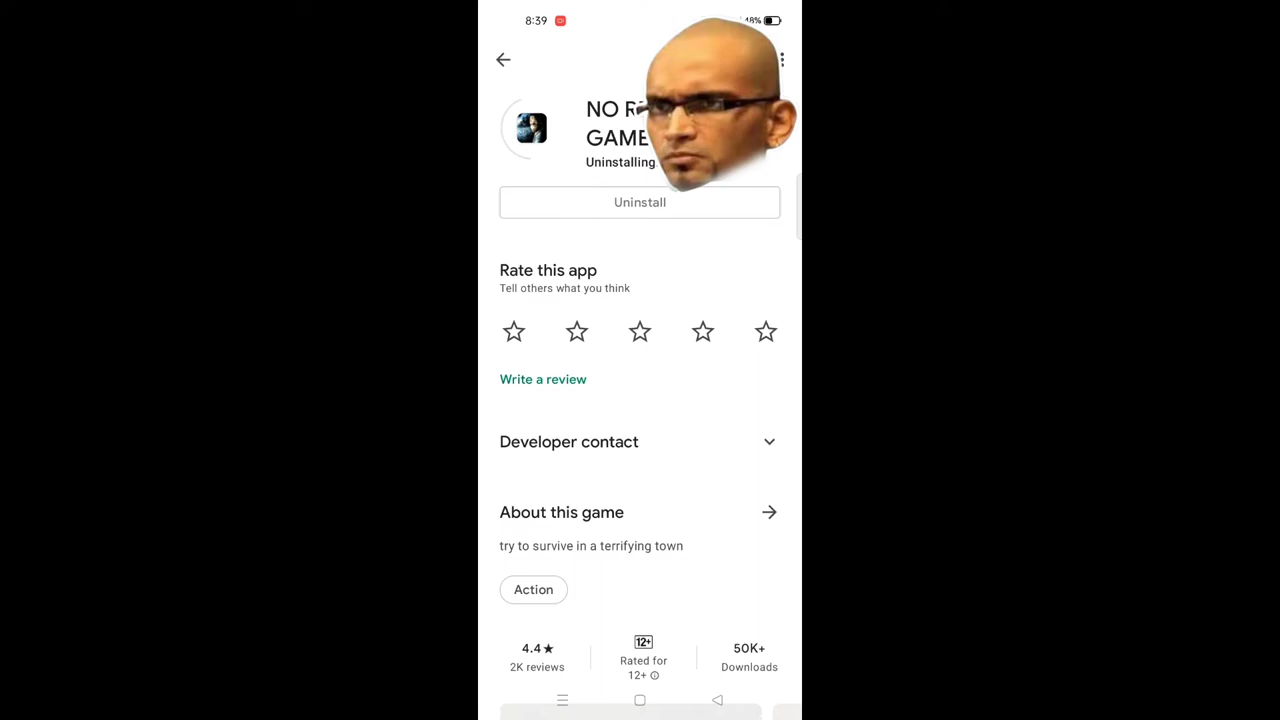 8:39
48%
NO
GAME
Uninstalling
Uninstall
Rate this app
Tell others what you think
Write a review
Developer contact
About this game
try to survive in a terrifying town
Action
4.4★
2K reviews
12+
Rated for
12+
50K+
Downloads